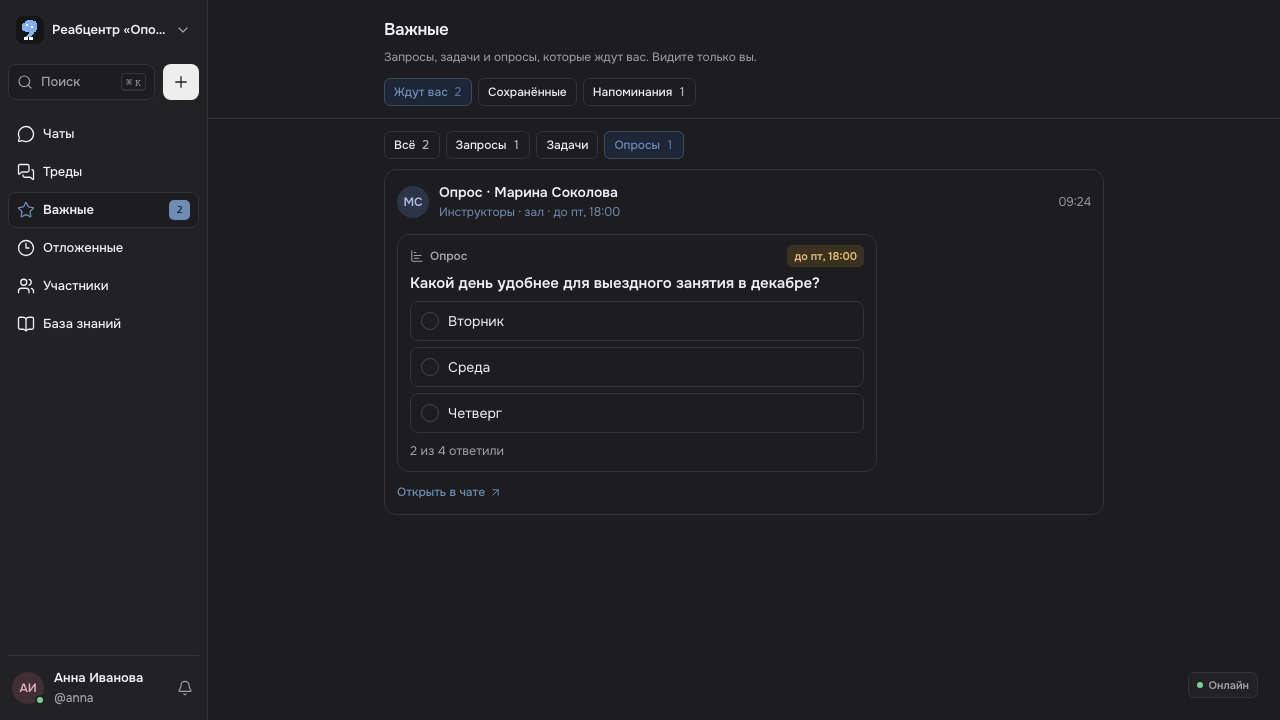 Реабцентр «Опо...
Поиск
⌘ K
Чаты
Треды
Важные
2
Отложенные
Участники
База знаний
АИ
Анна Иванова
@anna
Важные
Запросы, задачи и опросы, которые ждут вас. Видите только вы.
Ждут вас 2
Сохранённые
Напоминания 1
Всё 2
Запросы 1
Задачи
Опросы 1
МС
Опрос · Марина Соколова
Инструкторы · зал · до пт, 18:00
09:24
Опрос
до пт, 18:00
Какой день удобнее для выездного занятия в декабре?
Вторник
Среда
Четверг
2 из 4 ответили
Открыть в чате
Онлайн